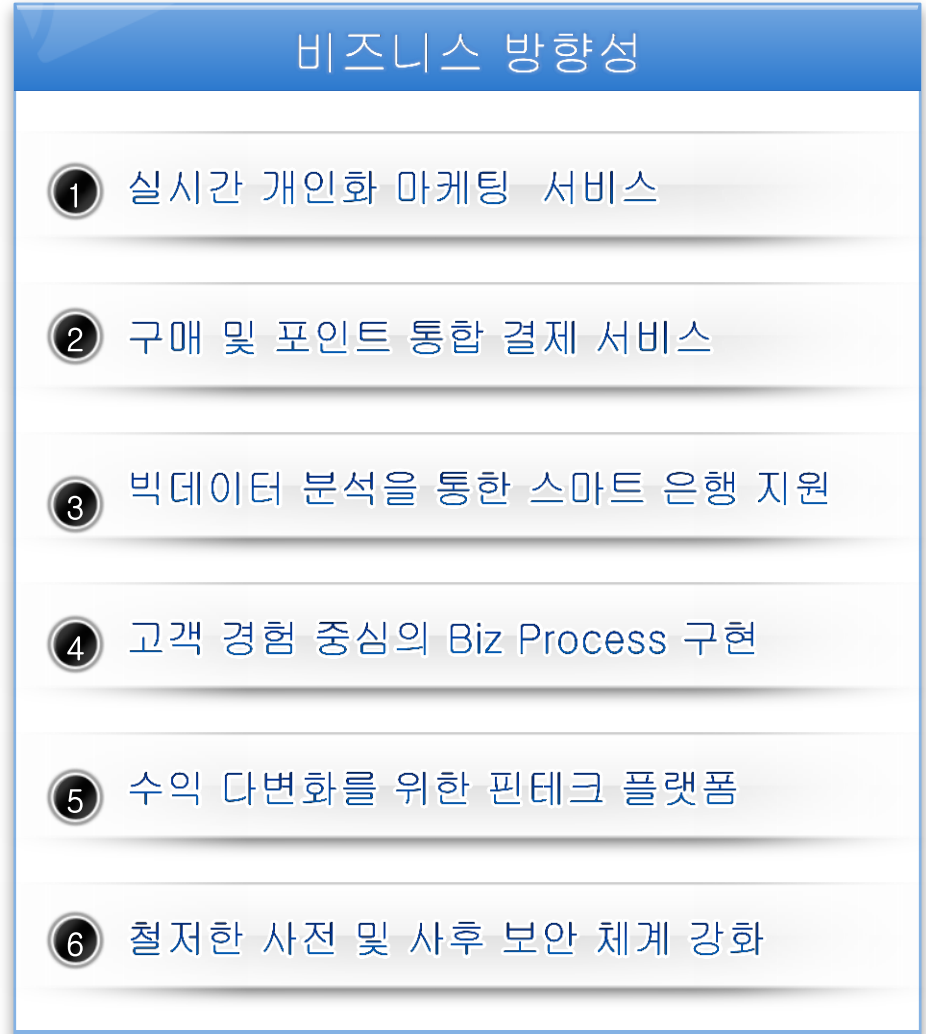 비즈니스 방향성
1 실시간 개인화 마케팅 서비스
2 구매 및 포인트 통합 결제 서비스
3 빅데이터 분석을 통한 스마트 은행 지원
4 고객 경험 중심의 Biz Process 구현
5 수익 다변화를 위한 핀테크 플랫폼
6 철저한 사전 및 사후 보안 체계 강화